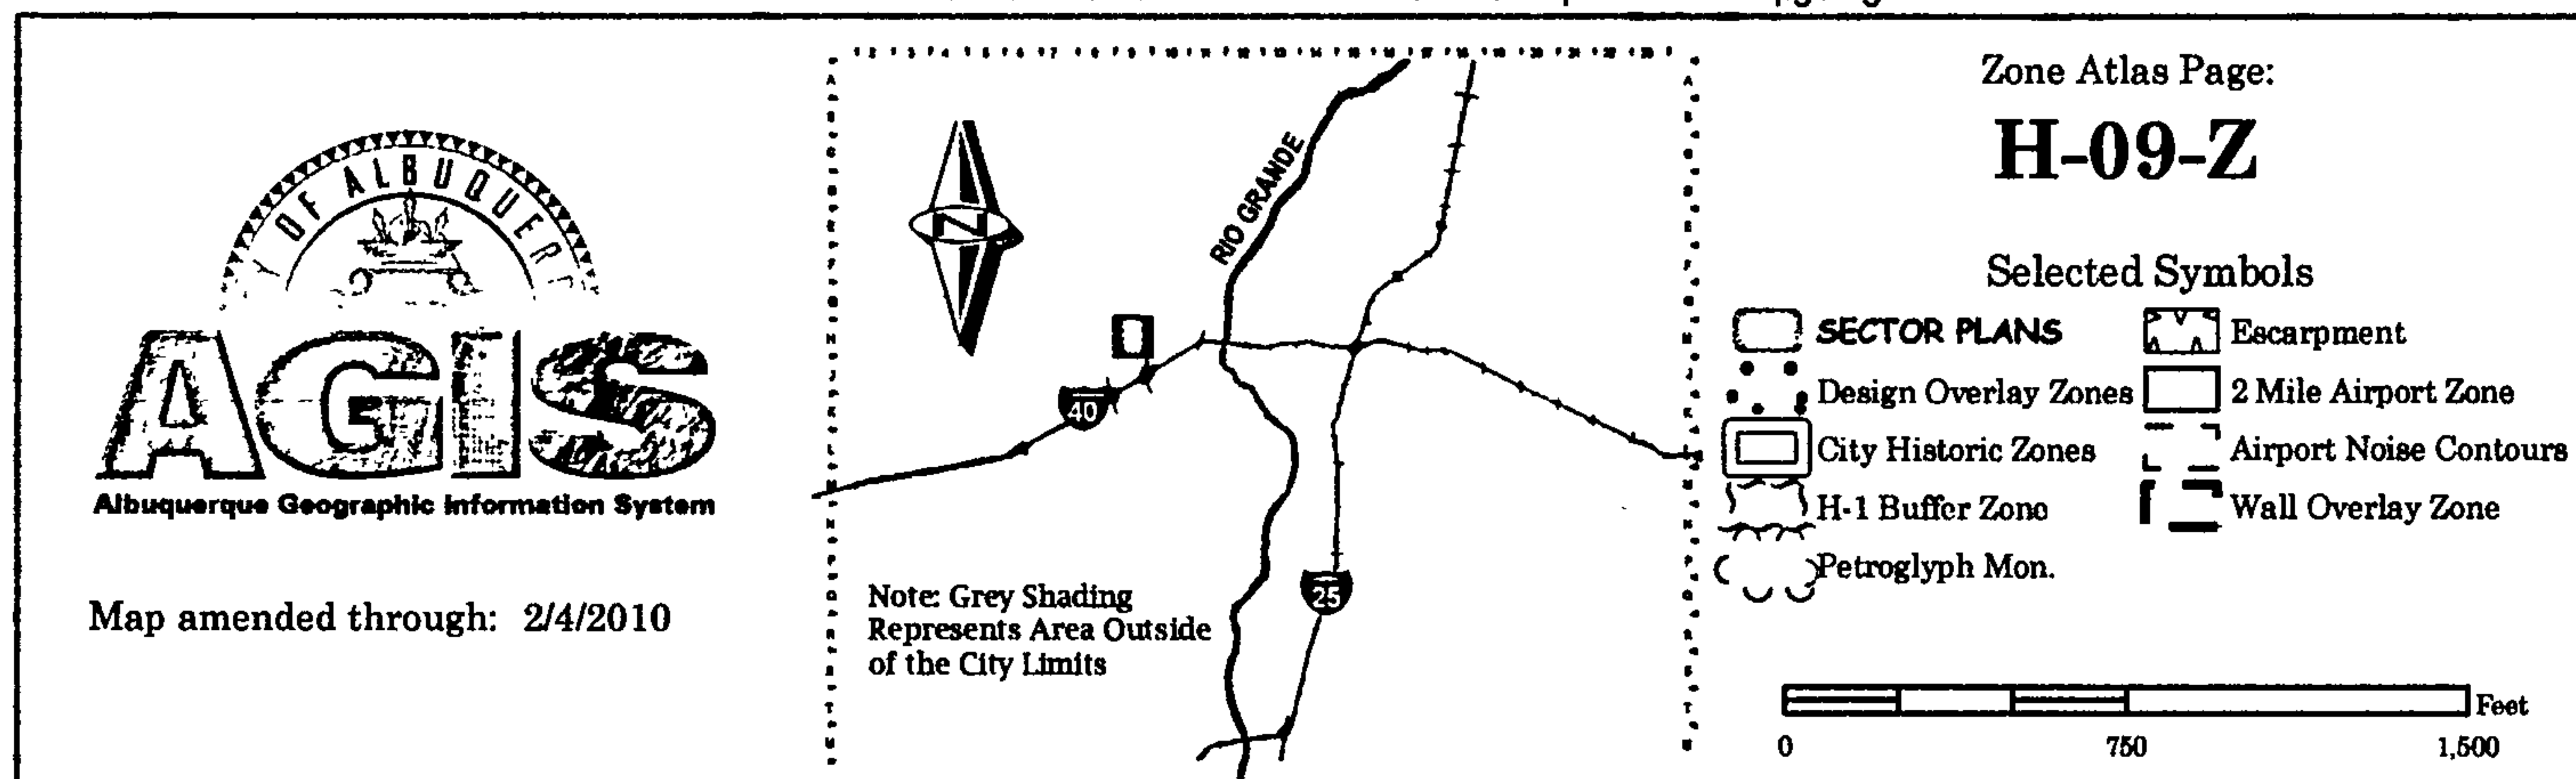 OF ALBUQUER
AGIS
Albuquerque Geographic Information System
Map amended through: 2/4/2010
N
RIO GRANDE
40
25
Note: Grey Shading
Represents Area Outside
of the City Limits
Zone Atlas Page:
H-09-Z
Selected Symbols
SECTOR PLANS
Escarpment
Design Overlay Zones
2 Mile Airport Zone
City Historic Zones
Airport Noise Contours
H-1 Buffer Zone
Wall Overlay Zone
Petroglyph Mon.
Feet
0 750 1,500